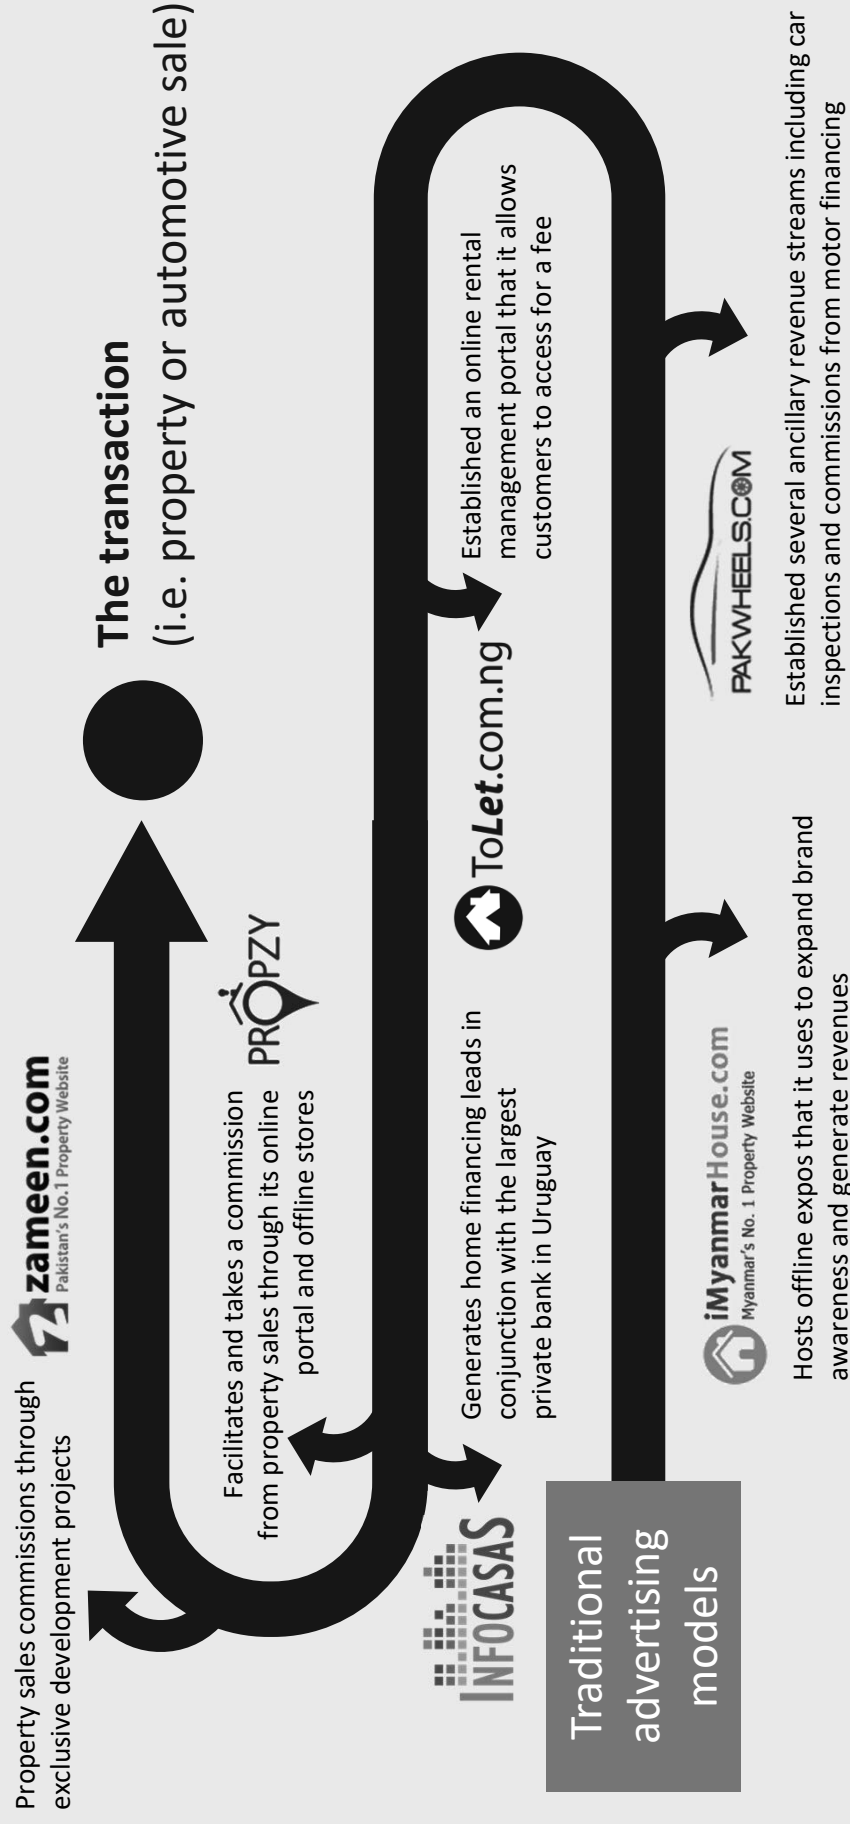 Property sales commissions through
exclusive development projects
zameen.com
Pakistan's No.1 Property Website
The transaction
(i.e. property or automotive sale)
Facilitates and takes a commission
from property sales through its online
portal and offline stores
PROPZY
INFOCASAS
Generates home financing leads in
conjunction with the largest
private bank in Uruguay
ToLet.com.ng
Established an online rental
management portal that it allows
customers to access for a fee
Traditional
advertising
models
iMyanmarHouse.com
Myanmar's No. 1 Property Website
Hosts offline expos that it uses to expand brand
awareness and generate revenues
PAKWHEELS.COM
Established several ancillary revenue streams including car
inspections and commissions from motor financing